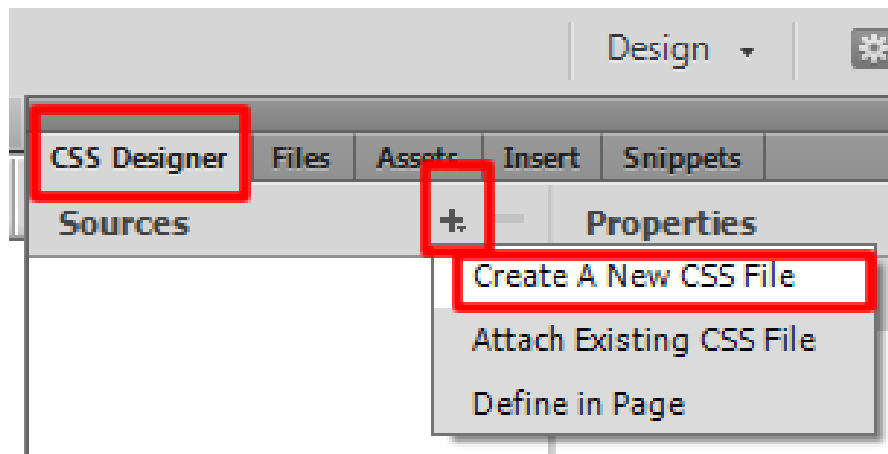 Design
CSS Designer Files Assets Insert Snippets
Sources Properties
Create A New CSS File
Attach Existing CSS File
Define in Page